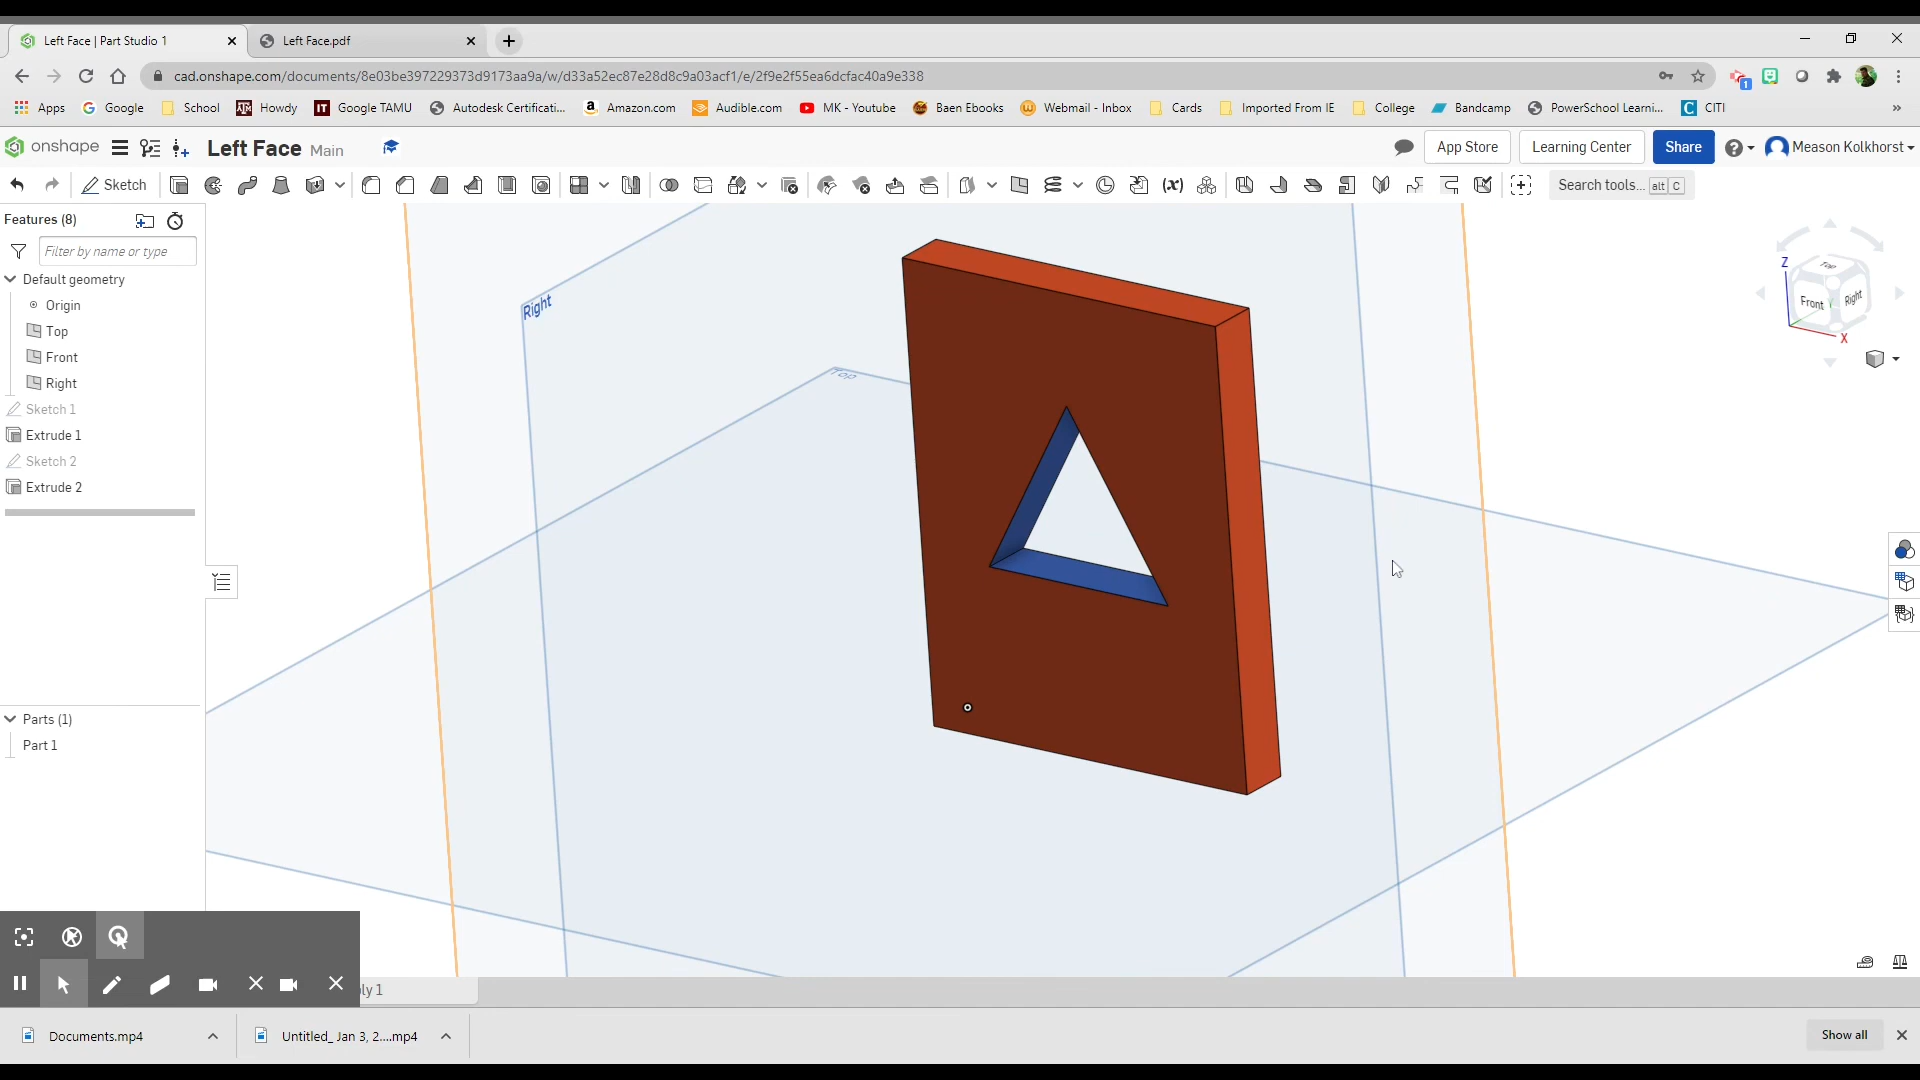 Left Face | Part Studio 1
Left Face.pdf
cad.onshape.com/documents/8e03be397229373d9173aa9a/w/d33a52ec87e28d8c9a03acf1/e/2f9e2f55ea6dcfac40a9e338
1
Apps Google School Howdy Google TAMU Autodesk Certificati... Amazon.com Audible.com MK - Youtube Baen Ebooks Webmail - Inbox Cards Imported From IE College Bandcamp PowerSchool Learni... CITI »
onshape Left Face Main App Store Learning Center Share Meason Kolkhorst
Sketch (x) Search tools... alt C
Features (8)
Filter by name or type
Default geometry
Origin
Top
Front
Right
Sketch 1
Extrude 1
Sketch 2
Extrude 2
Right
Top
Z
Top
Front
Right
X
Parts (1)
Part 1
ly 1
Documents.mp4
Untitled_ Jan 3, 2....mp4
Show all